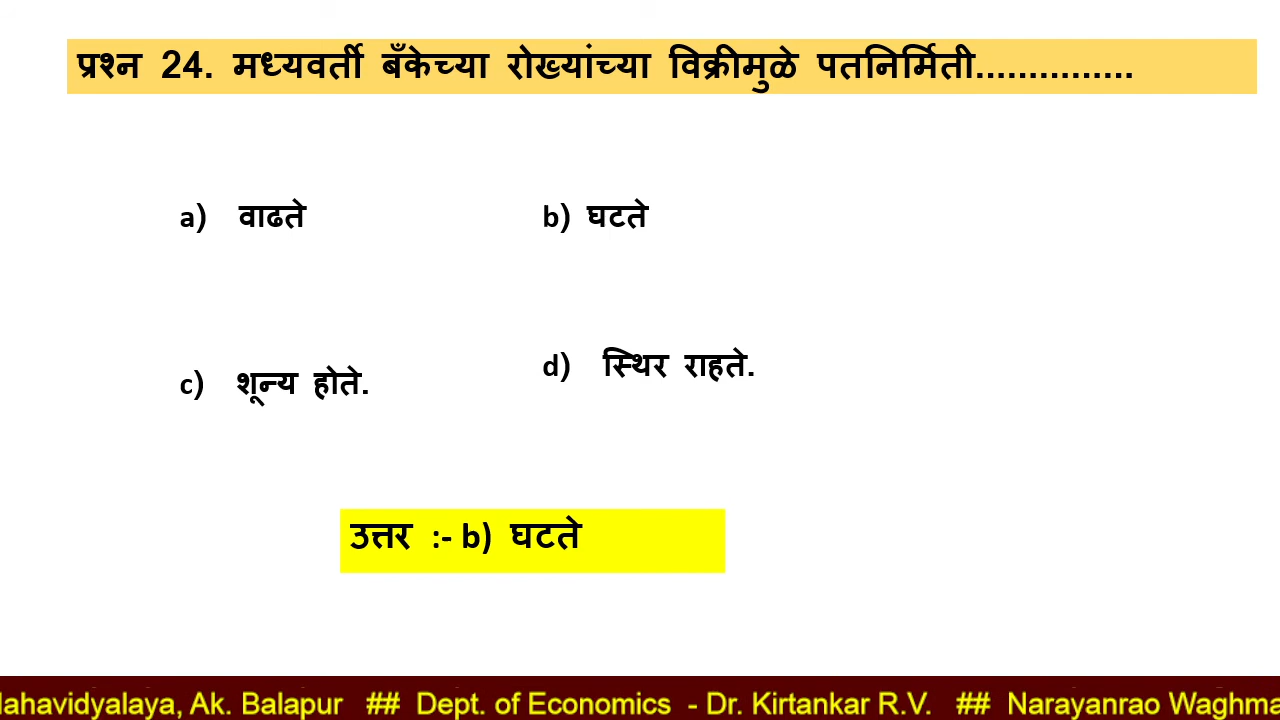 प्रश्न 24. मध्यवर्ती बँकेच्या रोख्यांच्या विक्रीमुळे पतनिर्मिती...............
a) वाढते
b) घटते
c) शून्य होते.
d) स्थिर राहते.
उत्तर :- b) घटते
Mahavidyalaya, Ak. Balapur ## Dept. of Economics - Dr. Kirtankar R.V. ## Narayanrao Waghma